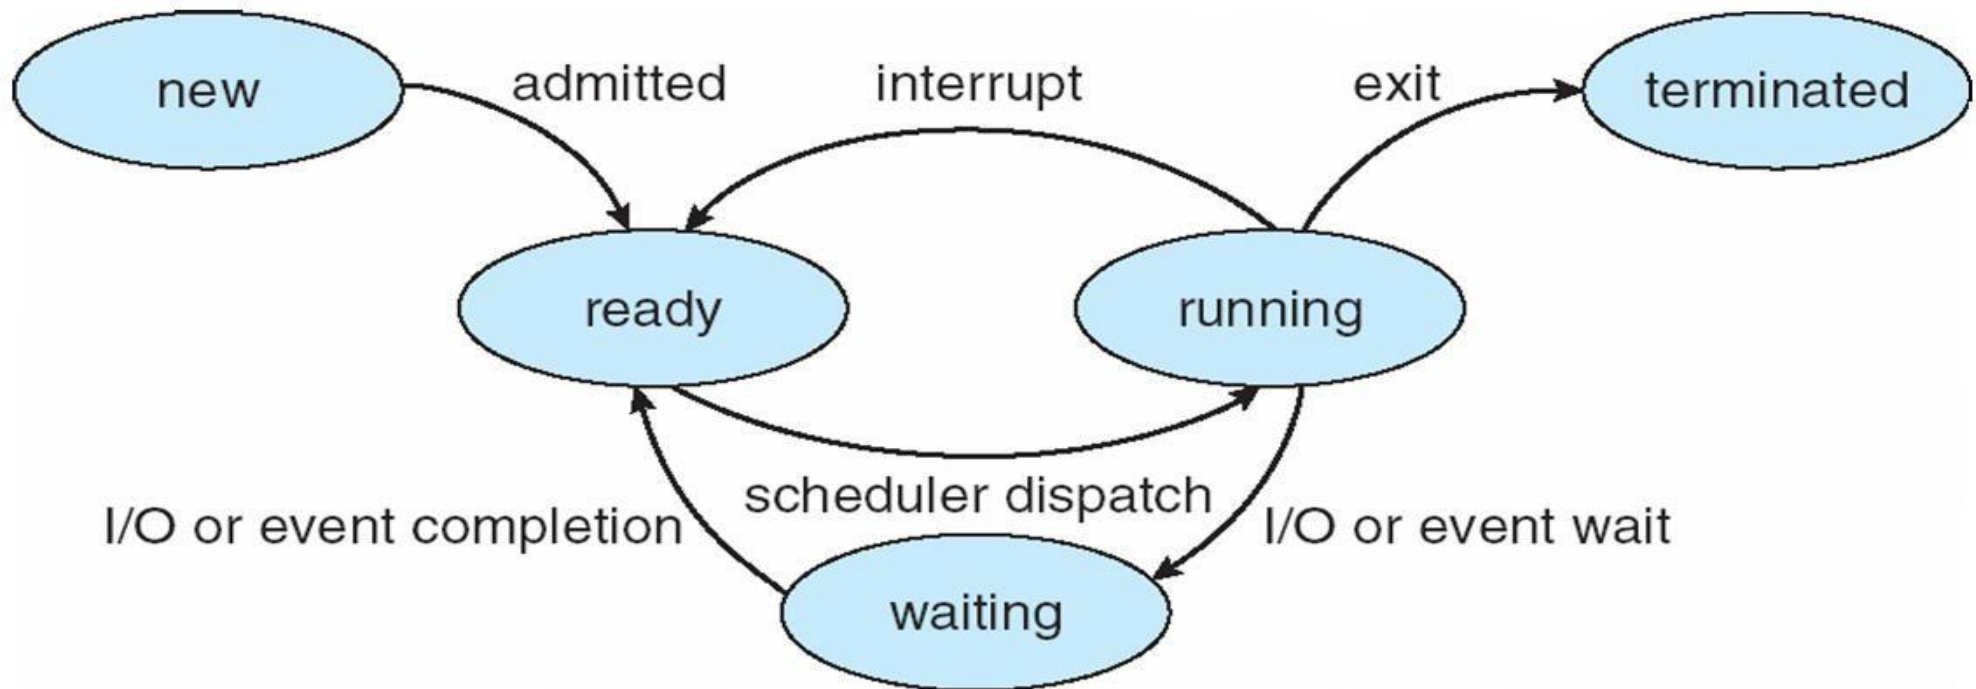 new
admitted
interrupt
exit
terminated
ready
running
scheduler dispatch
I/O or event completion
I/O or event wait
waiting